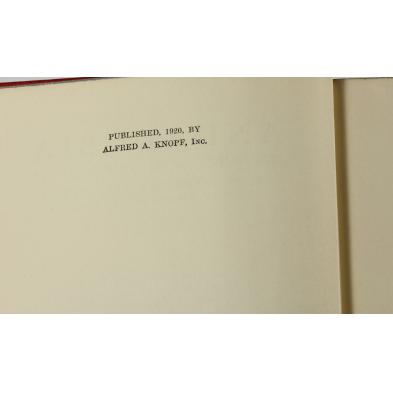 PUBLISHED, 1920, BY
ALFRED A. KNOPF, INC.